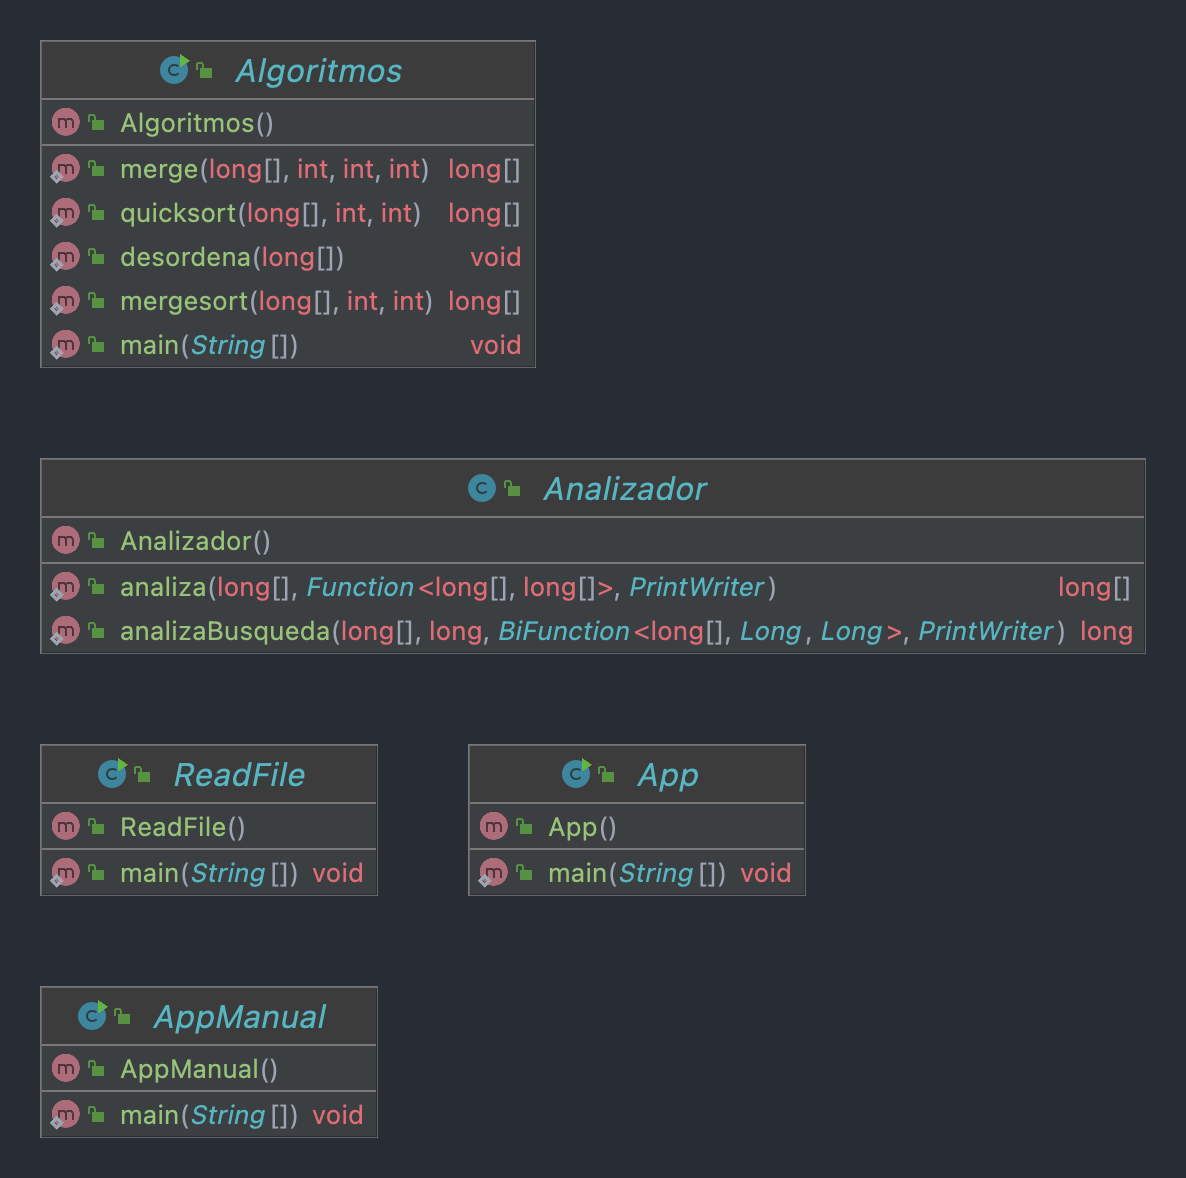 Algoritmos
Algoritmos()
merge(long[], int, int, int) long[]
quicksort(long[], int, int) long[]
desordena(long[]) void
mergesort(long[], int, int) long[]
main(String[]) void
Analizador
Analizador()
analiza(long[], Function<long[], long[]>, PrintWriter) long[]
analizaBusqueda(long[], long, BiFunction<long[], Long, Long>, PrintWriter) long
ReadFile
ReadFile()
main(String[]) void
App
App()
main(String[]) void
AppManual
AppManual()
main(String[]) void